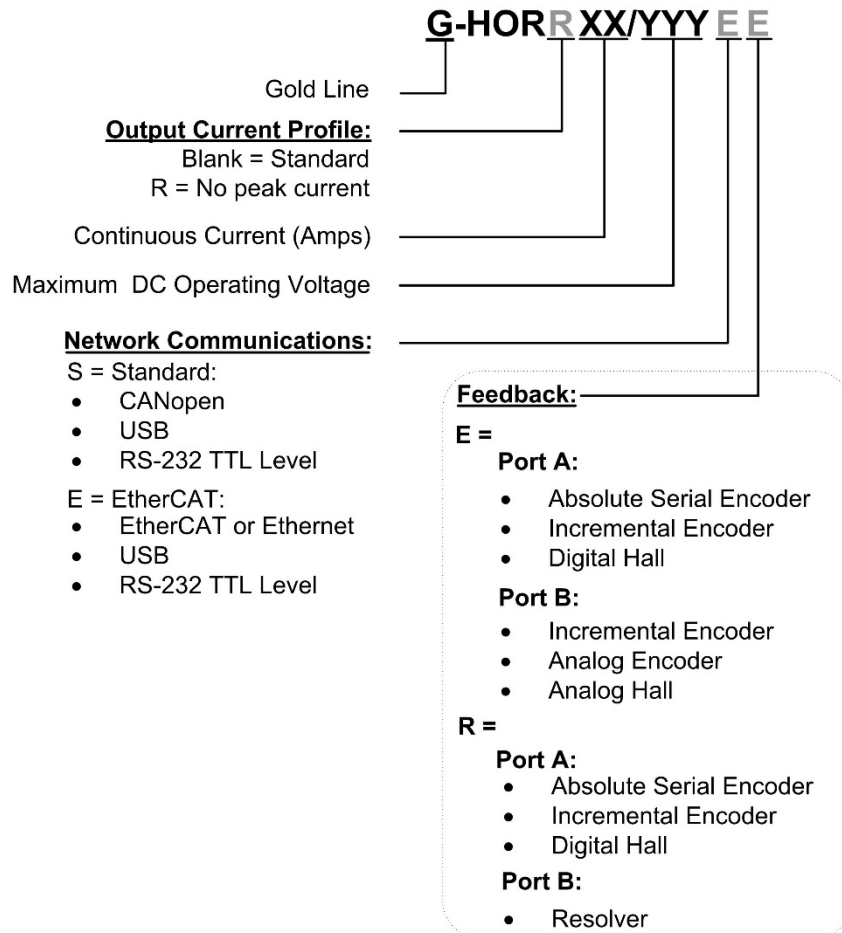 G-HORRXX/YYYEE
Gold Line
Output Current Profile:
Blank = Standard
R = No peak current
Continuous Current (Amps)
Maximum DC Operating Voltage
Network Communications:
S = Standard:
• CANopen
• USB
• RS-232 TTL Level
E = EtherCAT:
• EtherCAT or Ethernet
• USB
• RS-232 TTL Level
Feedback:
E =
Port A:
• Absolute Serial Encoder
• Incremental Encoder
• Digital Hall
Port B:
• Incremental Encoder
• Analog Encoder
• Analog Hall
R =
Port A:
• Absolute Serial Encoder
• Incremental Encoder
• Digital Hall
Port B:
• Resolver